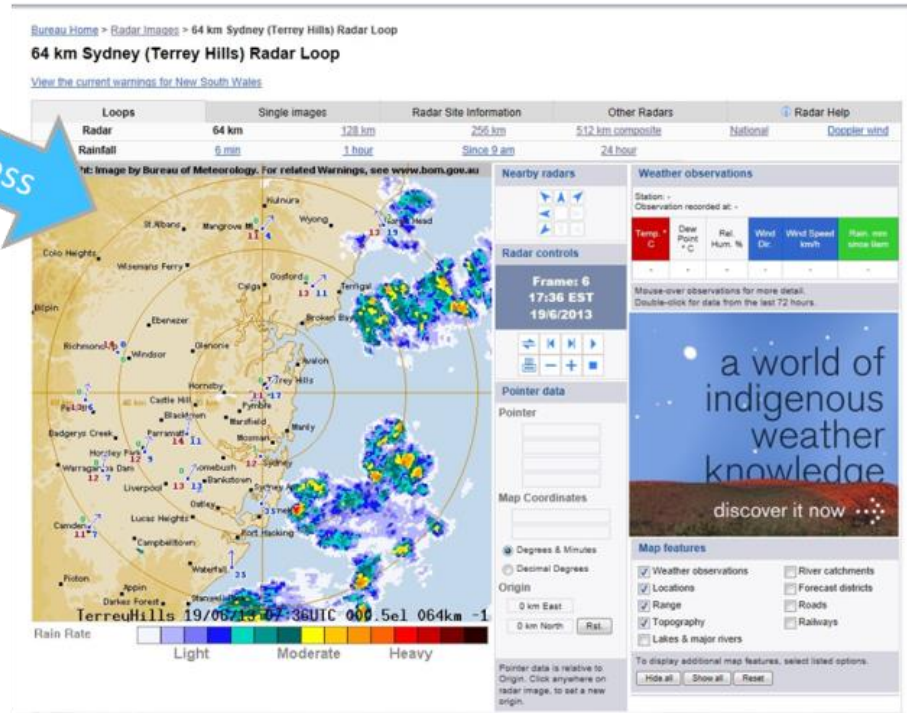 Bureau Home > Radar Images > 64 km Sydney (Terrey Hills) Radar Loop
64 km Sydney (Terrey Hills) Radar Loop
View the current warnings for New South Wales
Loops Single images Radar Site Information Other Radars Radar Help
Radar 64 km 128 km 256 km 512 km composite National Doppler wind
Rainfall 6 min 1 hour Since 9 am 24 hour
ht: Image by Bureau of Meteorology. For related Warnings, see www.bom.gov.au
Kulnura
St.Albans
Mangrove
Wyong
Head
Colo Heights
Wisemans Ferry
Gosford
Calga
Terrigal
Bilpin
Ebenezer
Broken Bay
Richmond
Windsor
Glenorie
Avalon
Hornsby
Terrey Hills
Castle Hill
Pymble
Blacktown
Marsfield
Manly
Badgerys Creek
Parramatta
Mosman
Horsley Park
Sydney
Warragamba Dam
Homebush
Bankstown
Liverpool
Oatley
Lucas Heights
Camden
Campbelltown
Port Hacking
Waterfall
Picton
Appin
Darkes Forest
TerreyHills 19/06/13 07:36UTC 000.5el 064km -1
Rain Rate
Light Moderate Heavy
Nearby radars
Radar controls
Frame: 6
17:36 EST
19/6/2013
Pointer data
Pointer
Map Coordinates
Degrees & Minutes
Decimal Degrees
Origin
0 km East
0 km North Rst.
Pointer data is relative to
Origin. Click anywhere on
radar image, to set a new
origin.
Weather observations
Station: -
Observation recorded at: -
Temp. ° C Dew Point ° C Rel. Hum. % Wind Dir. Wind Speed km/h Rain. mm since 9am
- - - - - -
Mouse-over observations for more detail.
Double-click for data from the last 72 hours.
a world of
indigenous
weather
knowledge
discover it now
Map features
Weather observations River catchments
Locations Forecast districts
Range Roads
Topography Railways
Lakes & major rivers
To display additional map features, select listed options.
Hide all Show all Reset